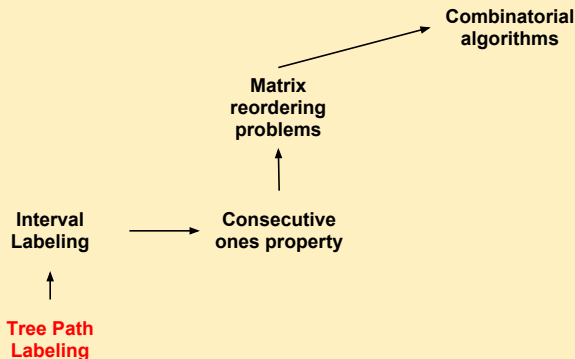 Combinatorial
algorithms
Matrix
reordering
problems
Interval
Labeling
Consecutive
ones property
Tree Path
Labeling